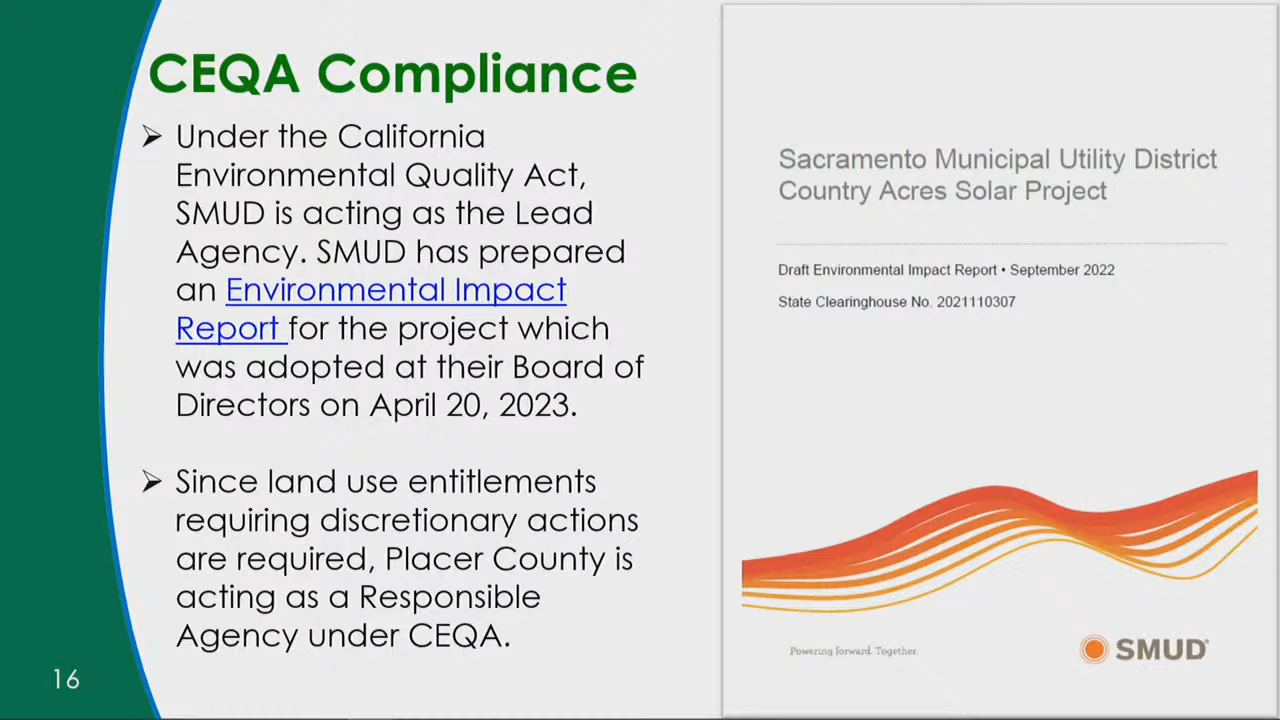 CEQA Compliance
➢ Under the California
Environmental Quality Act,
SMUD is acting as the Lead
Agency. SMUD has prepared
an Environmental Impact
Report for the project which
was adopted at their Board of
Directors on April 20, 2023.
➢ Since land use entitlements
requiring discretionary actions
are required, Placer County is
acting as a Responsible
Agency under CEQA.
16
Sacramento Municipal Utility District
Country Acres Solar Project
Draft Environmental Impact Report • September 2022
State Clearinghouse No. 2021110307
Powering forward. Together.
SMUD®